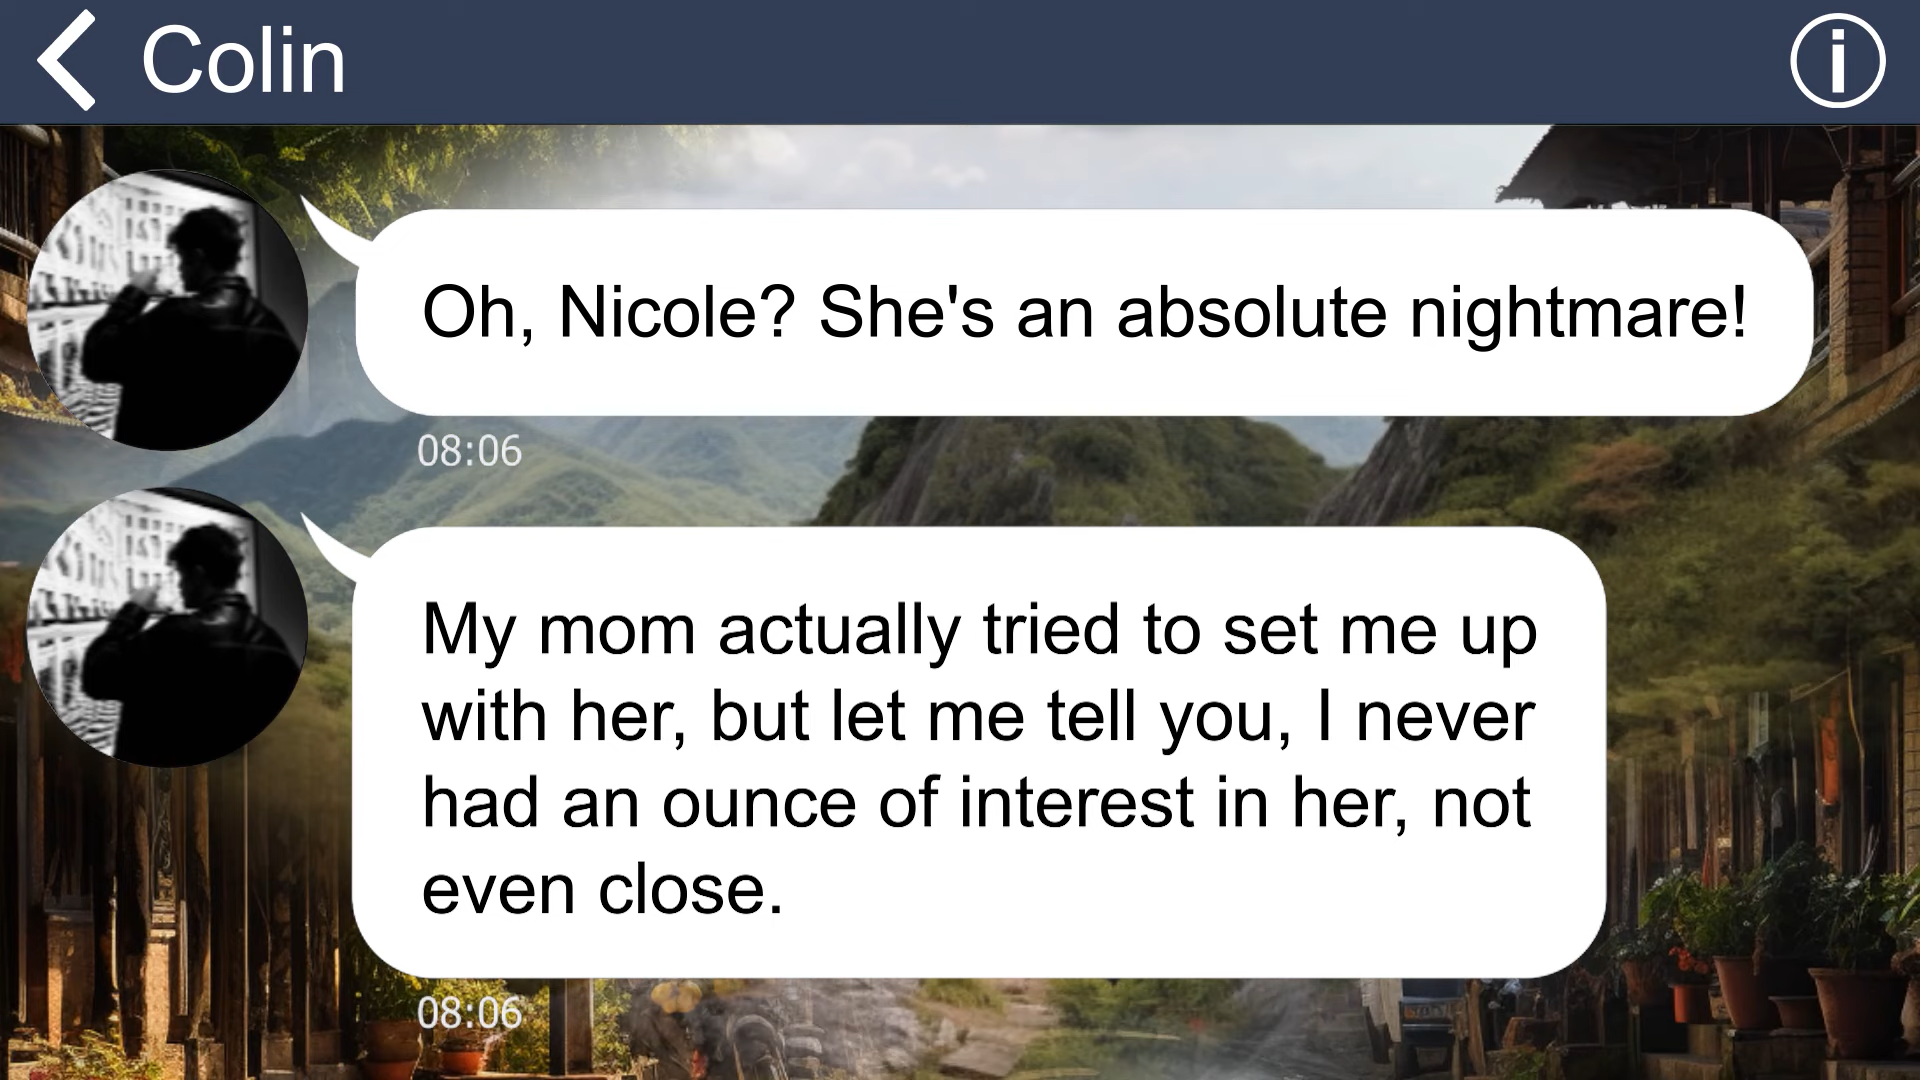 Colin
Oh, Nicole? She's an absolute nightmare!
08:06
My mom actually tried to set me up
with her, but let me tell you, I never
had an ounce of interest in her, not
even close.
08:06